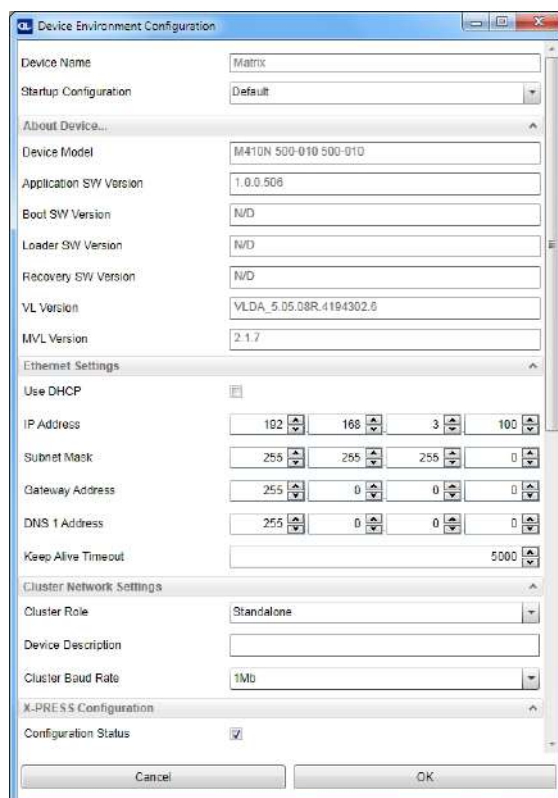 DL Device Environment Configuration
Device Name Matrix
Startup Configuration Default
About Device...
Device Model M410N 500-010 500-010
Application SW Version 1.0.0.506
Boot SW Version N/D
Loader SW Version N/D
Recovery SW Version N/D
VL Version VLDA_5.05.08R.4194302.6
MVL Version 2.1.7
Ethernet Settings
Use DHCP
IP Address 192 168 3 100
Subnet Mask 255 255 255 0
Gateway Address 255 0 0 0
DNS 1 Address 255 0 0 0
Keep Alive Timeout 5000
Cluster Network Settings
Cluster Role Standalone
Device Description
Cluster Baud Rate 1Mb
X-PRESS Configuration
Configuration Status
Cancel OK